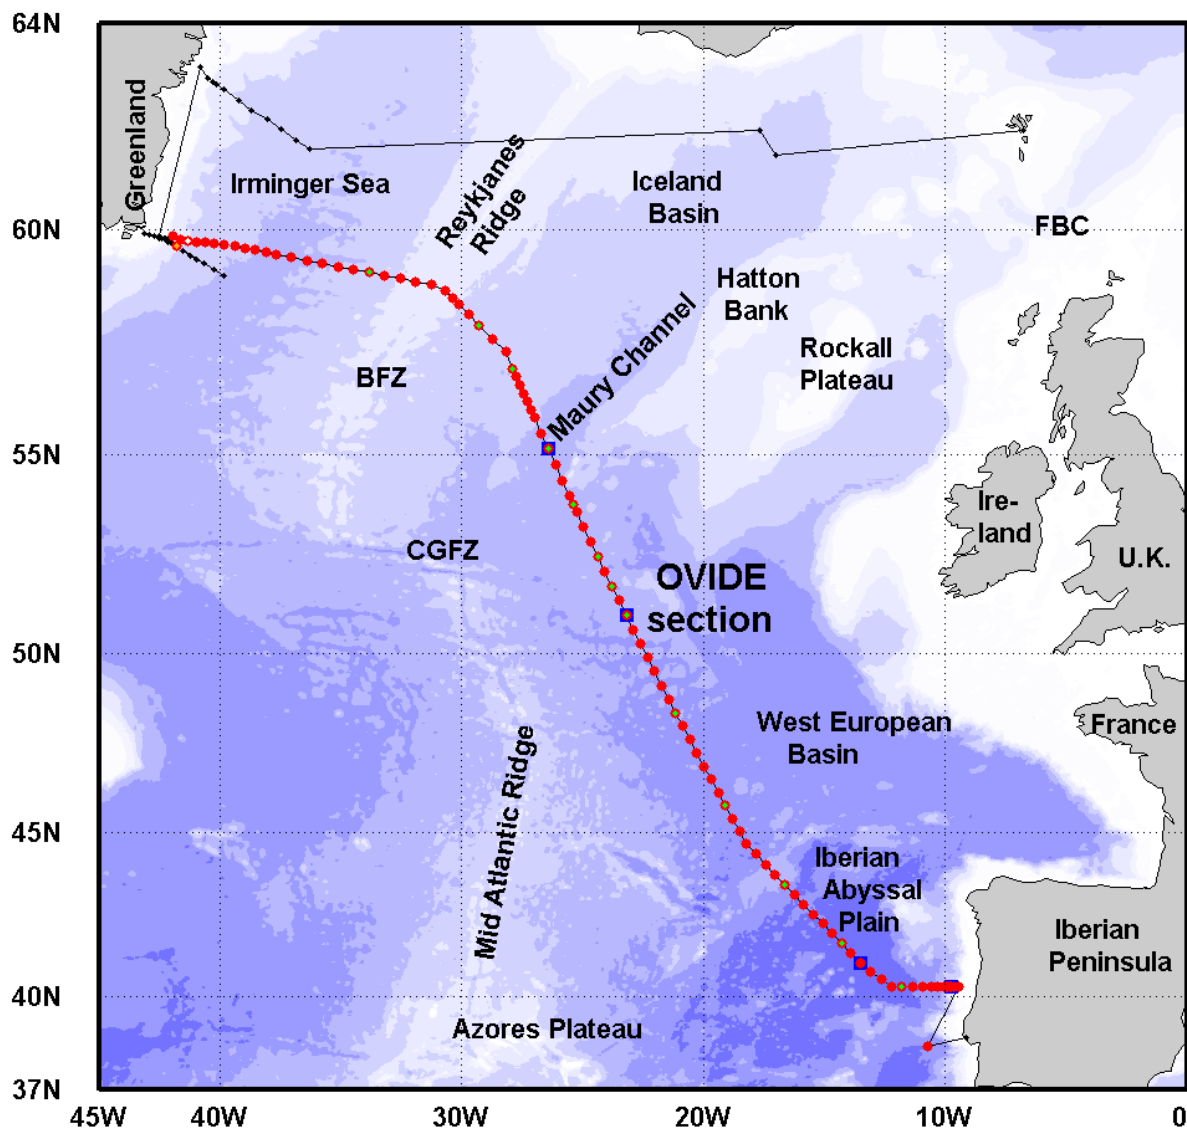 64N
Greenland
Irminger Sea
Reykjanes
Ridge
Iceland
Basin
60N
FBC
Hatton
Bank
Rockall
Plateau
BFZ
Maury Channel
55N
Ire-
land
CGFZ
U.K.
OVIDE
section
50N
West European
Basin
France
Mid Atlantic Ridge
45N
Iberian
Abyssal
Plain
Iberian
Peninsula
40N
Azores Plateau
37N
45W
40W
30W
20W
10W
0